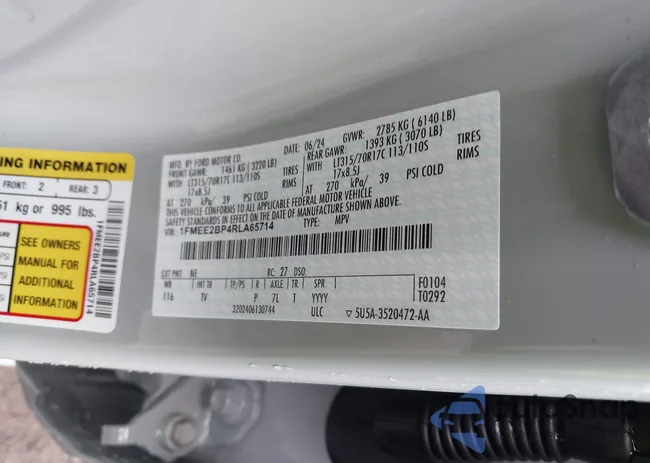 ING INFORMATION
FRONT: 2 REAR: 3
51 kg or 995 lbs.
SEE OWNERS
MANUAL FOR
ADDITIONAL
INFORMATION
1FMEE2BP4RLA65714
MFD. BY FORD MOTOR CO.
DATE: 06/24 GVWR: 2785 KG ( 6140 LB)
FRONT GAWR: 1461 KG (3220 LB) REAR GAWR: 1393 KG ( 3070 LB)
WITH LT315/70R17C 113/110S TIRES WITH LT315/70R17C 113/110S TIRES
17x8.5J RIMS 17x8.5J RIMS
AT 270 kPa/ 39 PSI COLD AT 270 kPa/ 39 PSI COLD
THIS VEHICLE CONFORMS TO ALL APPLICABLE FEDERAL MOTOR VEHICLE
SAFETY STANDARDS IN EFFECT ON THE DATE OF MANUFACTURE SHOWN ABOVE.
VIN: 1FMEE2BP4RLA65714 TYPE: MPV
EXT PNT: NE RC: 27 DSO:
WB INT TR TP/PS R AXLE TR SPR F0104
116 TV P 7L T YYYY T0292
3202406130744 ULC ▽ 5U5A-3520472-AA
AutoSnap